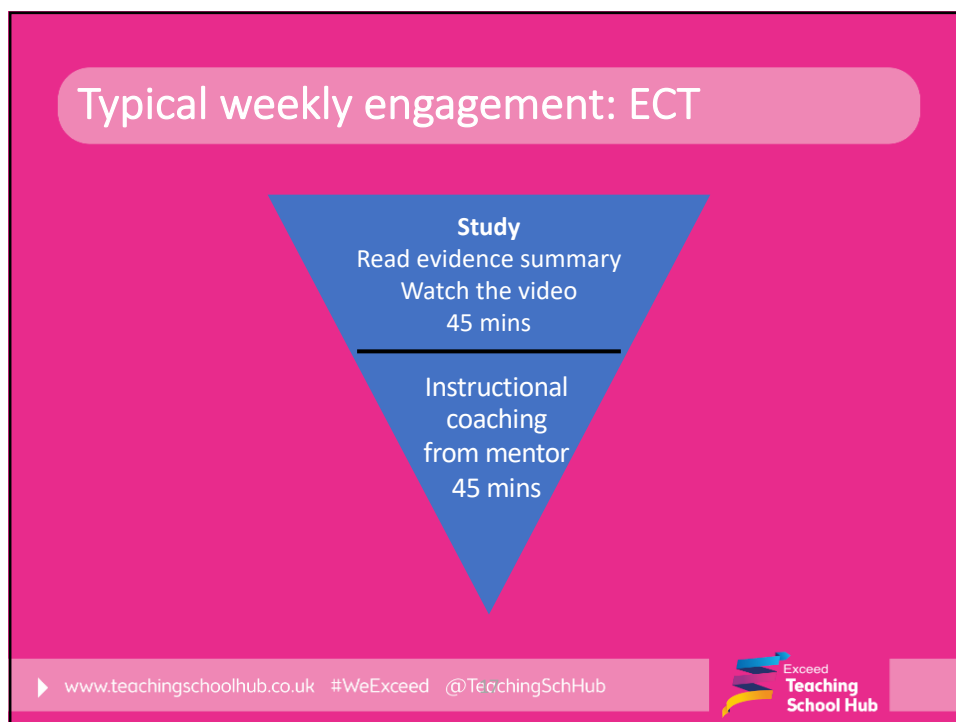 Typical weekly engagement: ECT
Study
Read evidence summary
Watch the video
45 mins
Instructional
coaching
from mentor
45 mins
www.teachingschoolhub.co.uk #WeExceed @TeachingSchHub
Exceed
Teaching
School Hub